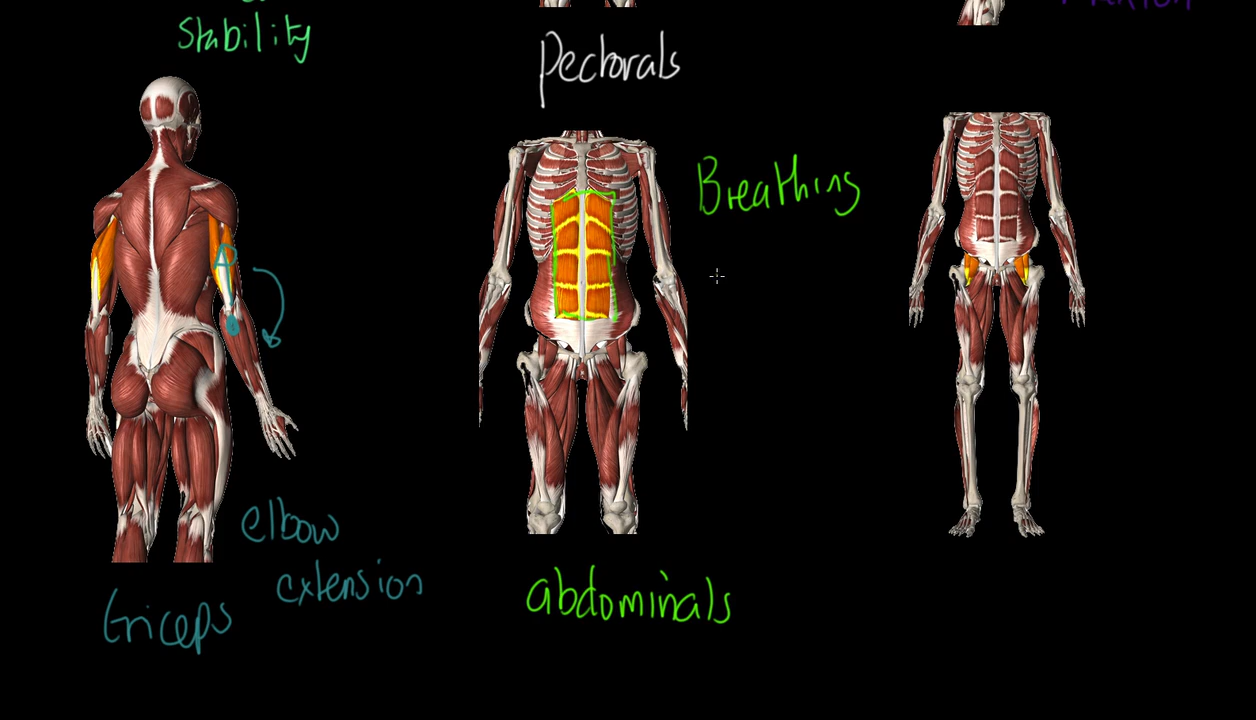 Stability
Pectorals
Breathing
elbow
extension
triceps
abdominals